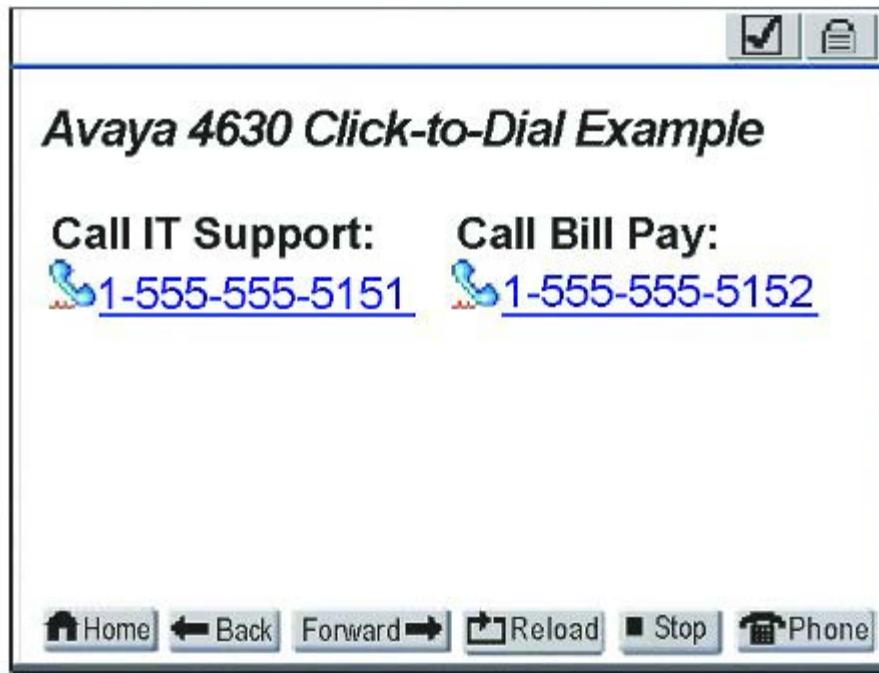 Avaya 4630 Click-to-Dial Example
Call IT Support: Call Bill Pay:
1-555-555-5151 1-555-555-5152
Home Back Forward Reload Stop Phone